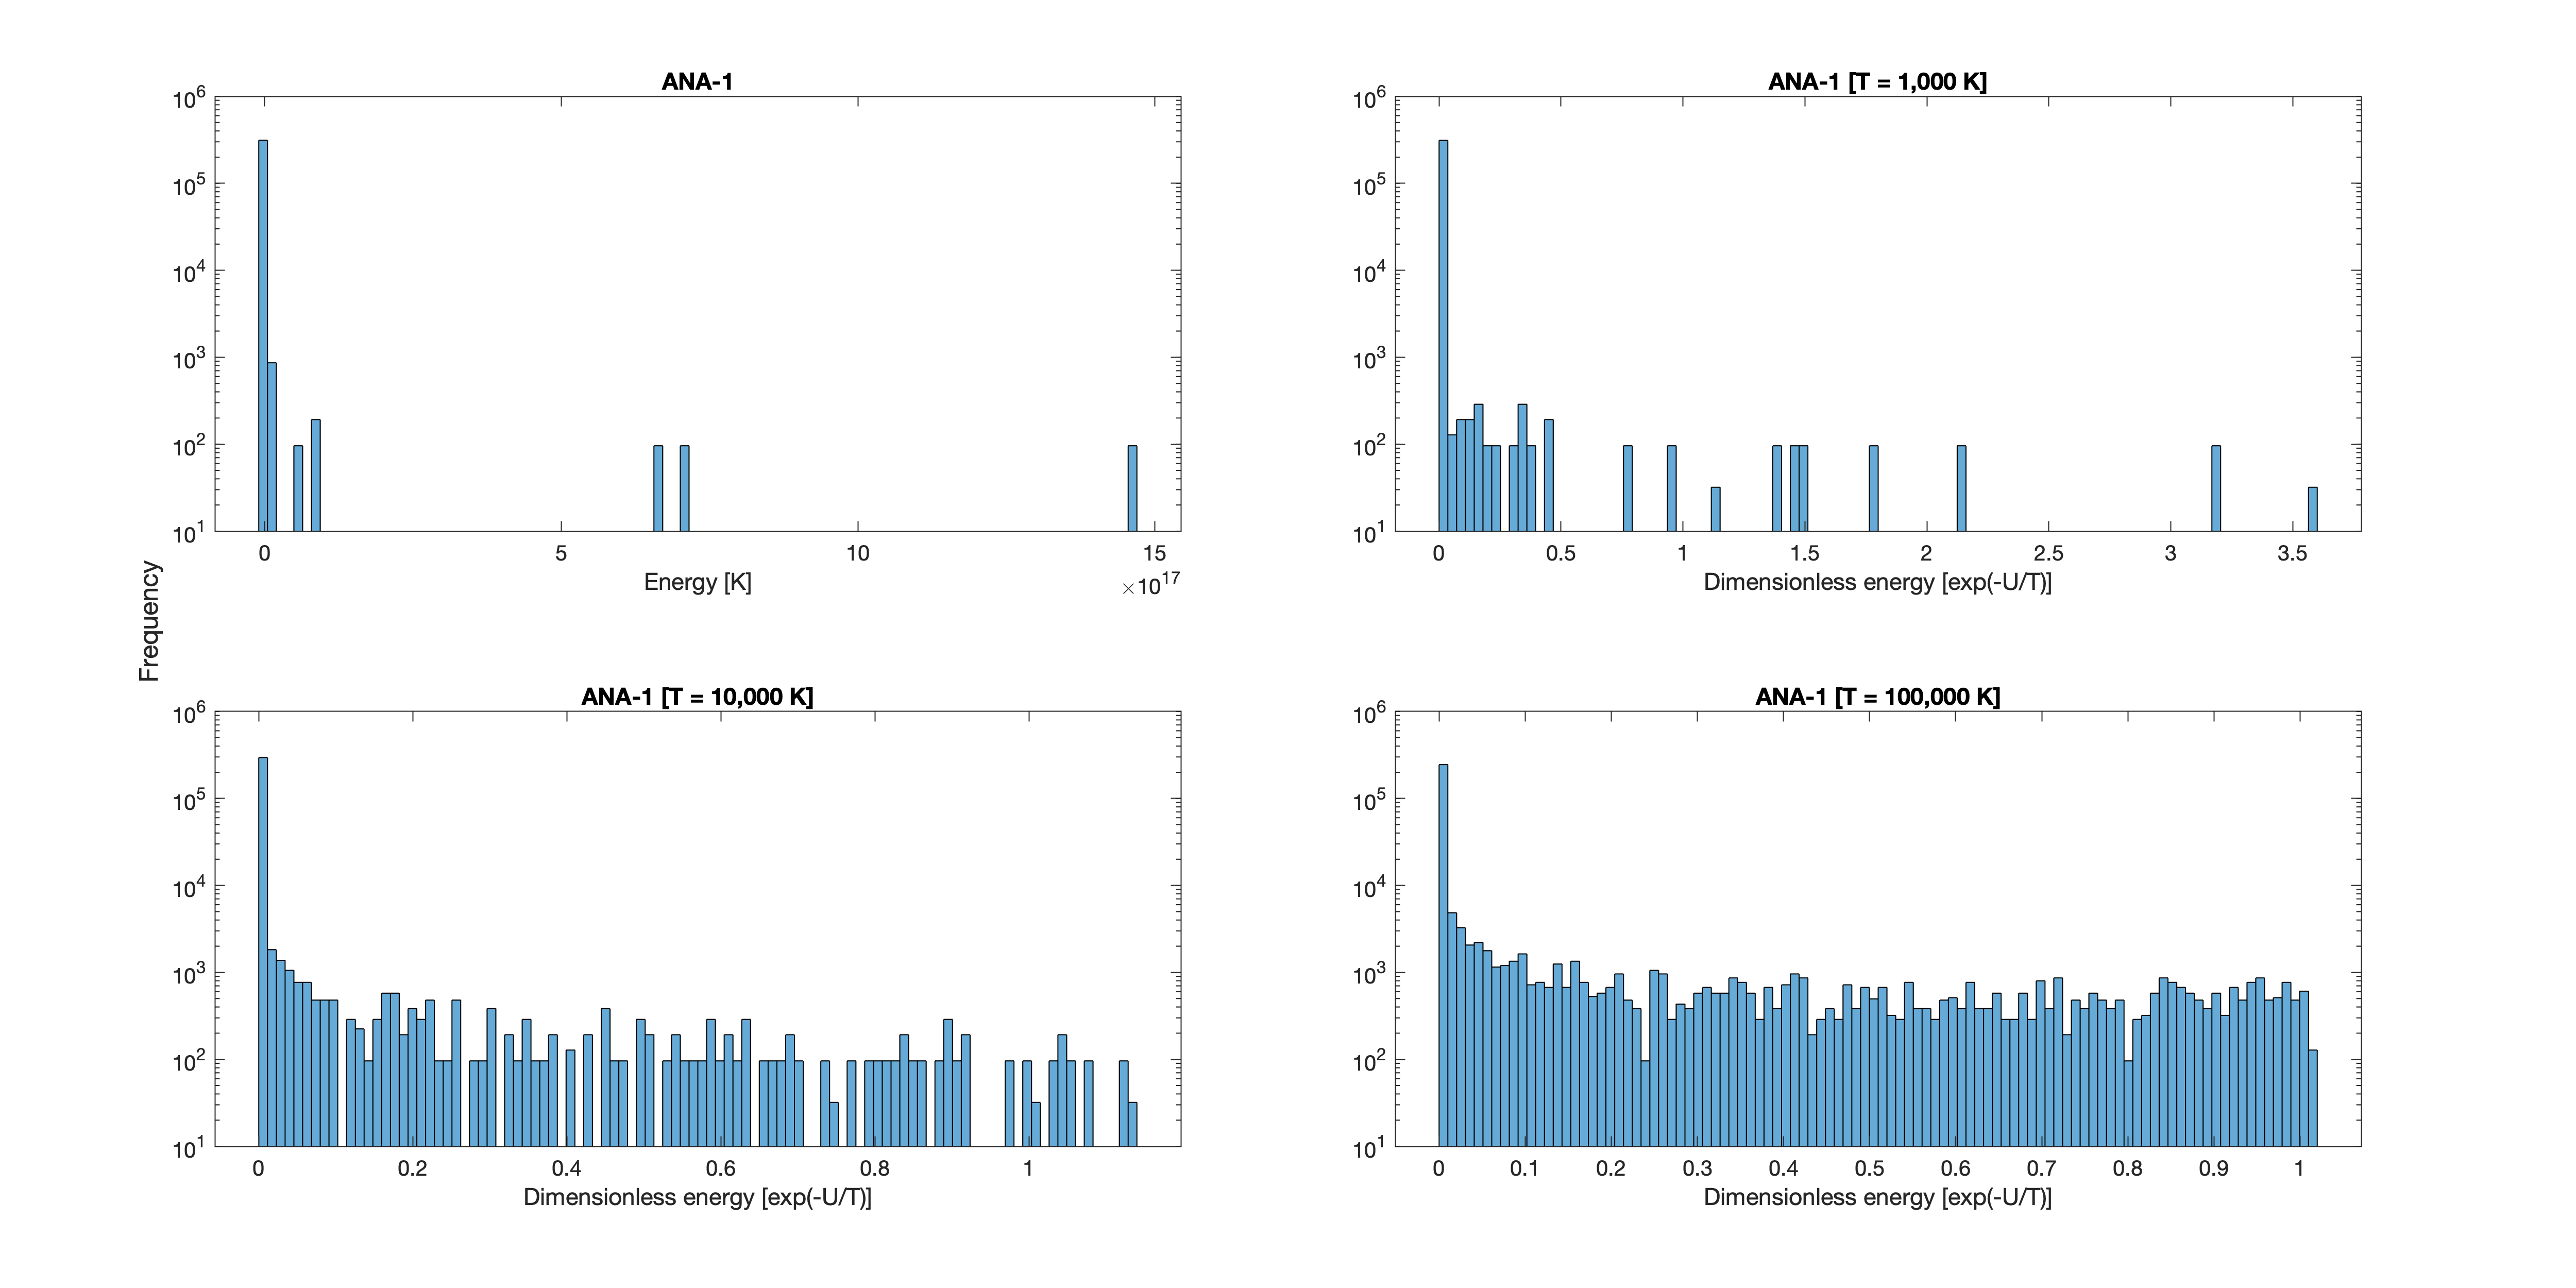 ANA-1
10^6
10^5
10^4
10^3
10^2
10^1
0 5 10 15
×10^17
Energy [K]
ANA-1 [T = 1,000 K]
10^6
10^5
10^4
10^3
10^2
10^1
0 0.5 1 1.5 2 2.5 3 3.5
Dimensionless energy [exp(-U/T)]
Frequency
ANA-1 [T = 10,000 K]
10^6
10^5
10^4
10^3
10^2
10^1
0 0.2 0.4 0.6 0.8 1
Dimensionless energy [exp(-U/T)]
ANA-1 [T = 100,000 K]
10^6
10^5
10^4
10^3
10^2
10^1
0 0.1 0.2 0.3 0.4 0.5 0.6 0.7 0.8 0.9 1
Dimensionless energy [exp(-U/T)]